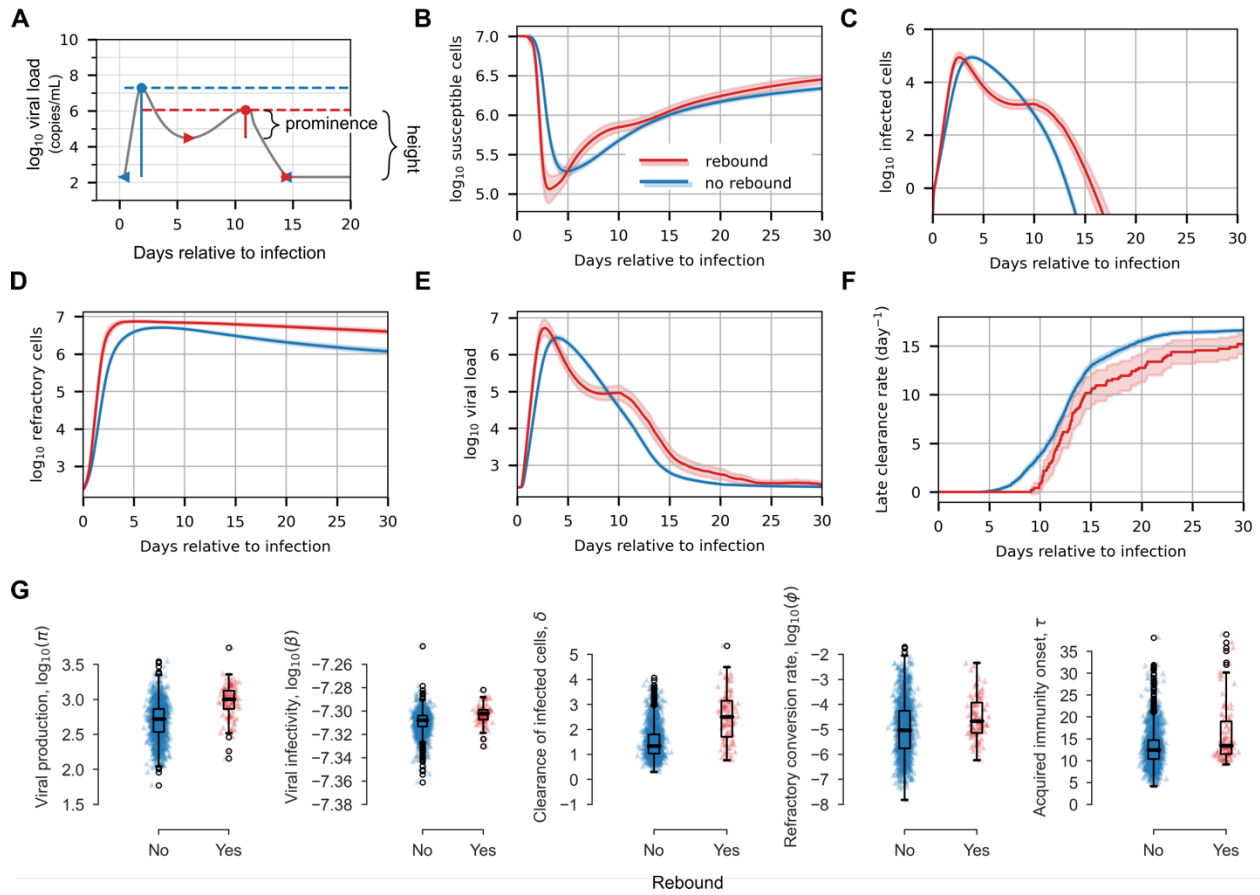 A
log₁₀ viral load
(copies/mL)
10
8
6
4
2
prominence
height
0
5
10
15
20
Days relative to infection
B
log₁₀ susceptible cells
7.0
6.5
6.0
5.5
5.0
rebound
no rebound
0
5
10
15
20
25
30
Days relative to infection
C
log₁₀ infected cells
6
4
2
0
0
5
10
15
20
25
30
Days relative to infection
D
log₁₀ refractory cells
7
6
5
4
3
0
5
10
15
20
25
30
Days relative to infection
E
log₁₀ viral load
7
6
5
4
3
0
5
10
15
20
25
30
Days relative to infection
F
Late clearance rate (day⁻¹)
15
10
5
0
0
5
10
15
20
25
30
Days relative to infection
G
Viral production, log₁₀(π)
3.5
3.0
2.5
2.0
1.5
No
Yes
Viral infectivity, log₁₀(β)
−7.26
−7.28
−7.30
−7.32
−7.34
−7.36
−7.38
No
Yes
Clearance of infected cells, δ
5
4
3
2
1
0
−1
No
Yes
Refractory conversion rate, log₁₀(ϕ)
−2
−3
−4
−5
−6
−7
−8
No
Yes
Acquired immunity onset, τ
35
30
25
20
15
10
5
0
No
Yes
Rebound